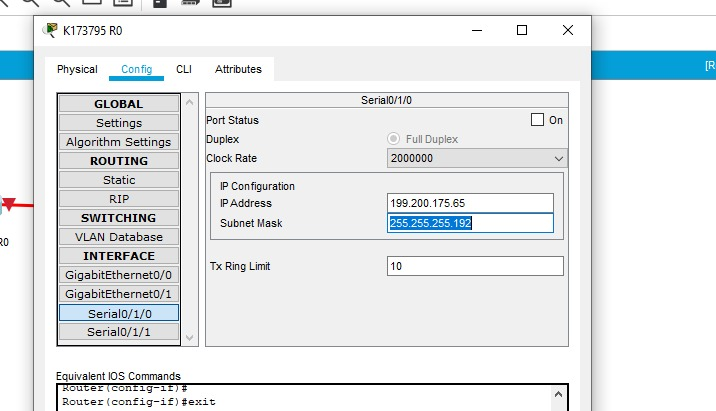 K173795 R0
Physical Config CLI Attributes
GLOBAL
Settings
Algorithm Settings
ROUTING
Static
RIP
SWITCHING
VLAN Database
INTERFACE
GigabitEthernet0/0
GigabitEthernet0/1
Serial0/1/0
Serial0/1/1
Serial0/1/0
Port Status On
Duplex Full Duplex
Clock Rate 2000000
IP Configuration
IP Address 199.200.175.65
Subnet Mask 255.255.255.192
Tx Ring Limit 10
Equivalent IOS Commands
Router(config-if)#
Router(config-if)#exit
R0
[R